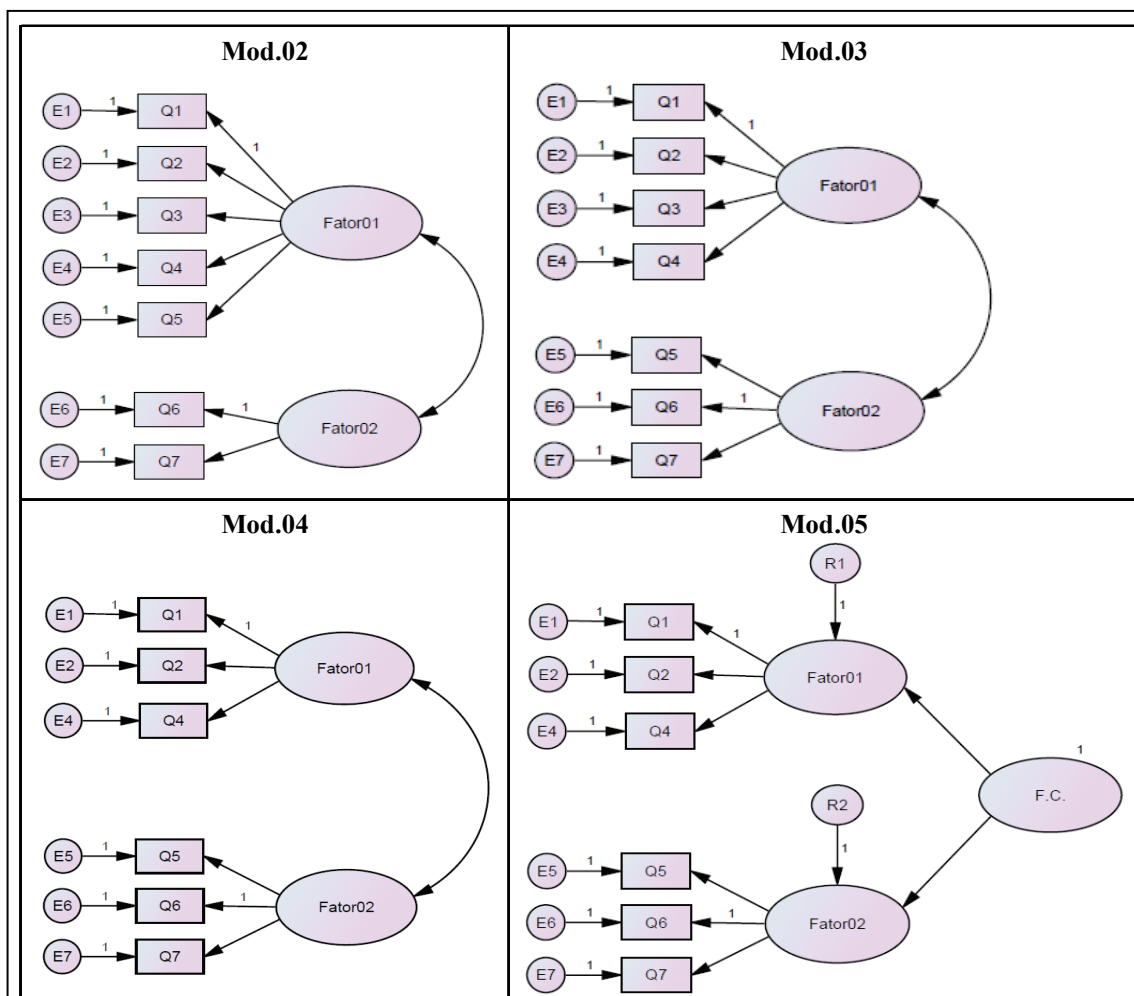 Mod.02
E1 1 Q1
1
E2 1 Q2
E3 1 Q3
Fator01
E4 1 Q4
E5 1 Q5
E6 1 Q6 1
Fator02
E7 1 Q7
Mod.03
E1 1 Q1
1
E2 1 Q2
Fator01
E3 1 Q3
E4 1 Q4
E5 1 Q5
E6 1 Q6 1
Fator02
E7 1 Q7
Mod.04
E1 1 Q1
1
E2 1 Q2
Fator01
E4 1 Q4
E5 1 Q5
E6 1 Q6 1
Fator02
E7 1 Q7
Mod.05
R1
1
E1 1 Q1
1
E2 1 Q2
Fator01
E4 1 Q4
1
F.C.
R2
1
E5 1 Q5
E6 1 Q6 1
Fator02
E7 1 Q7